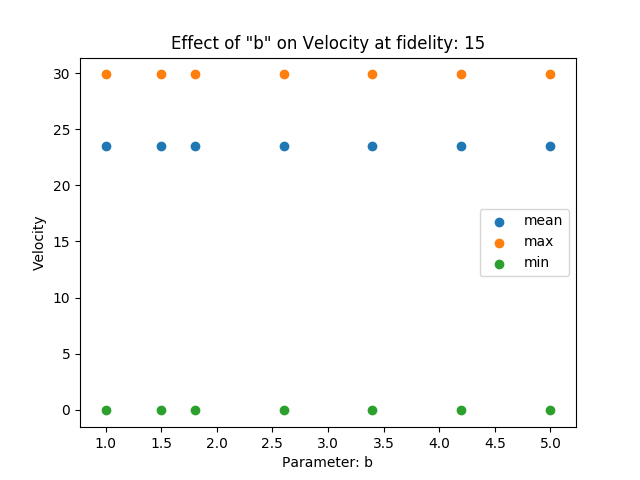 Effect of "b" on Velocity at fidelity: 15
30
25
20
15
10
5
0
Velocity
mean
max
min
1.0 1.5 2.0 2.5 3.0 3.5 4.0 4.5 5.0
Parameter: b